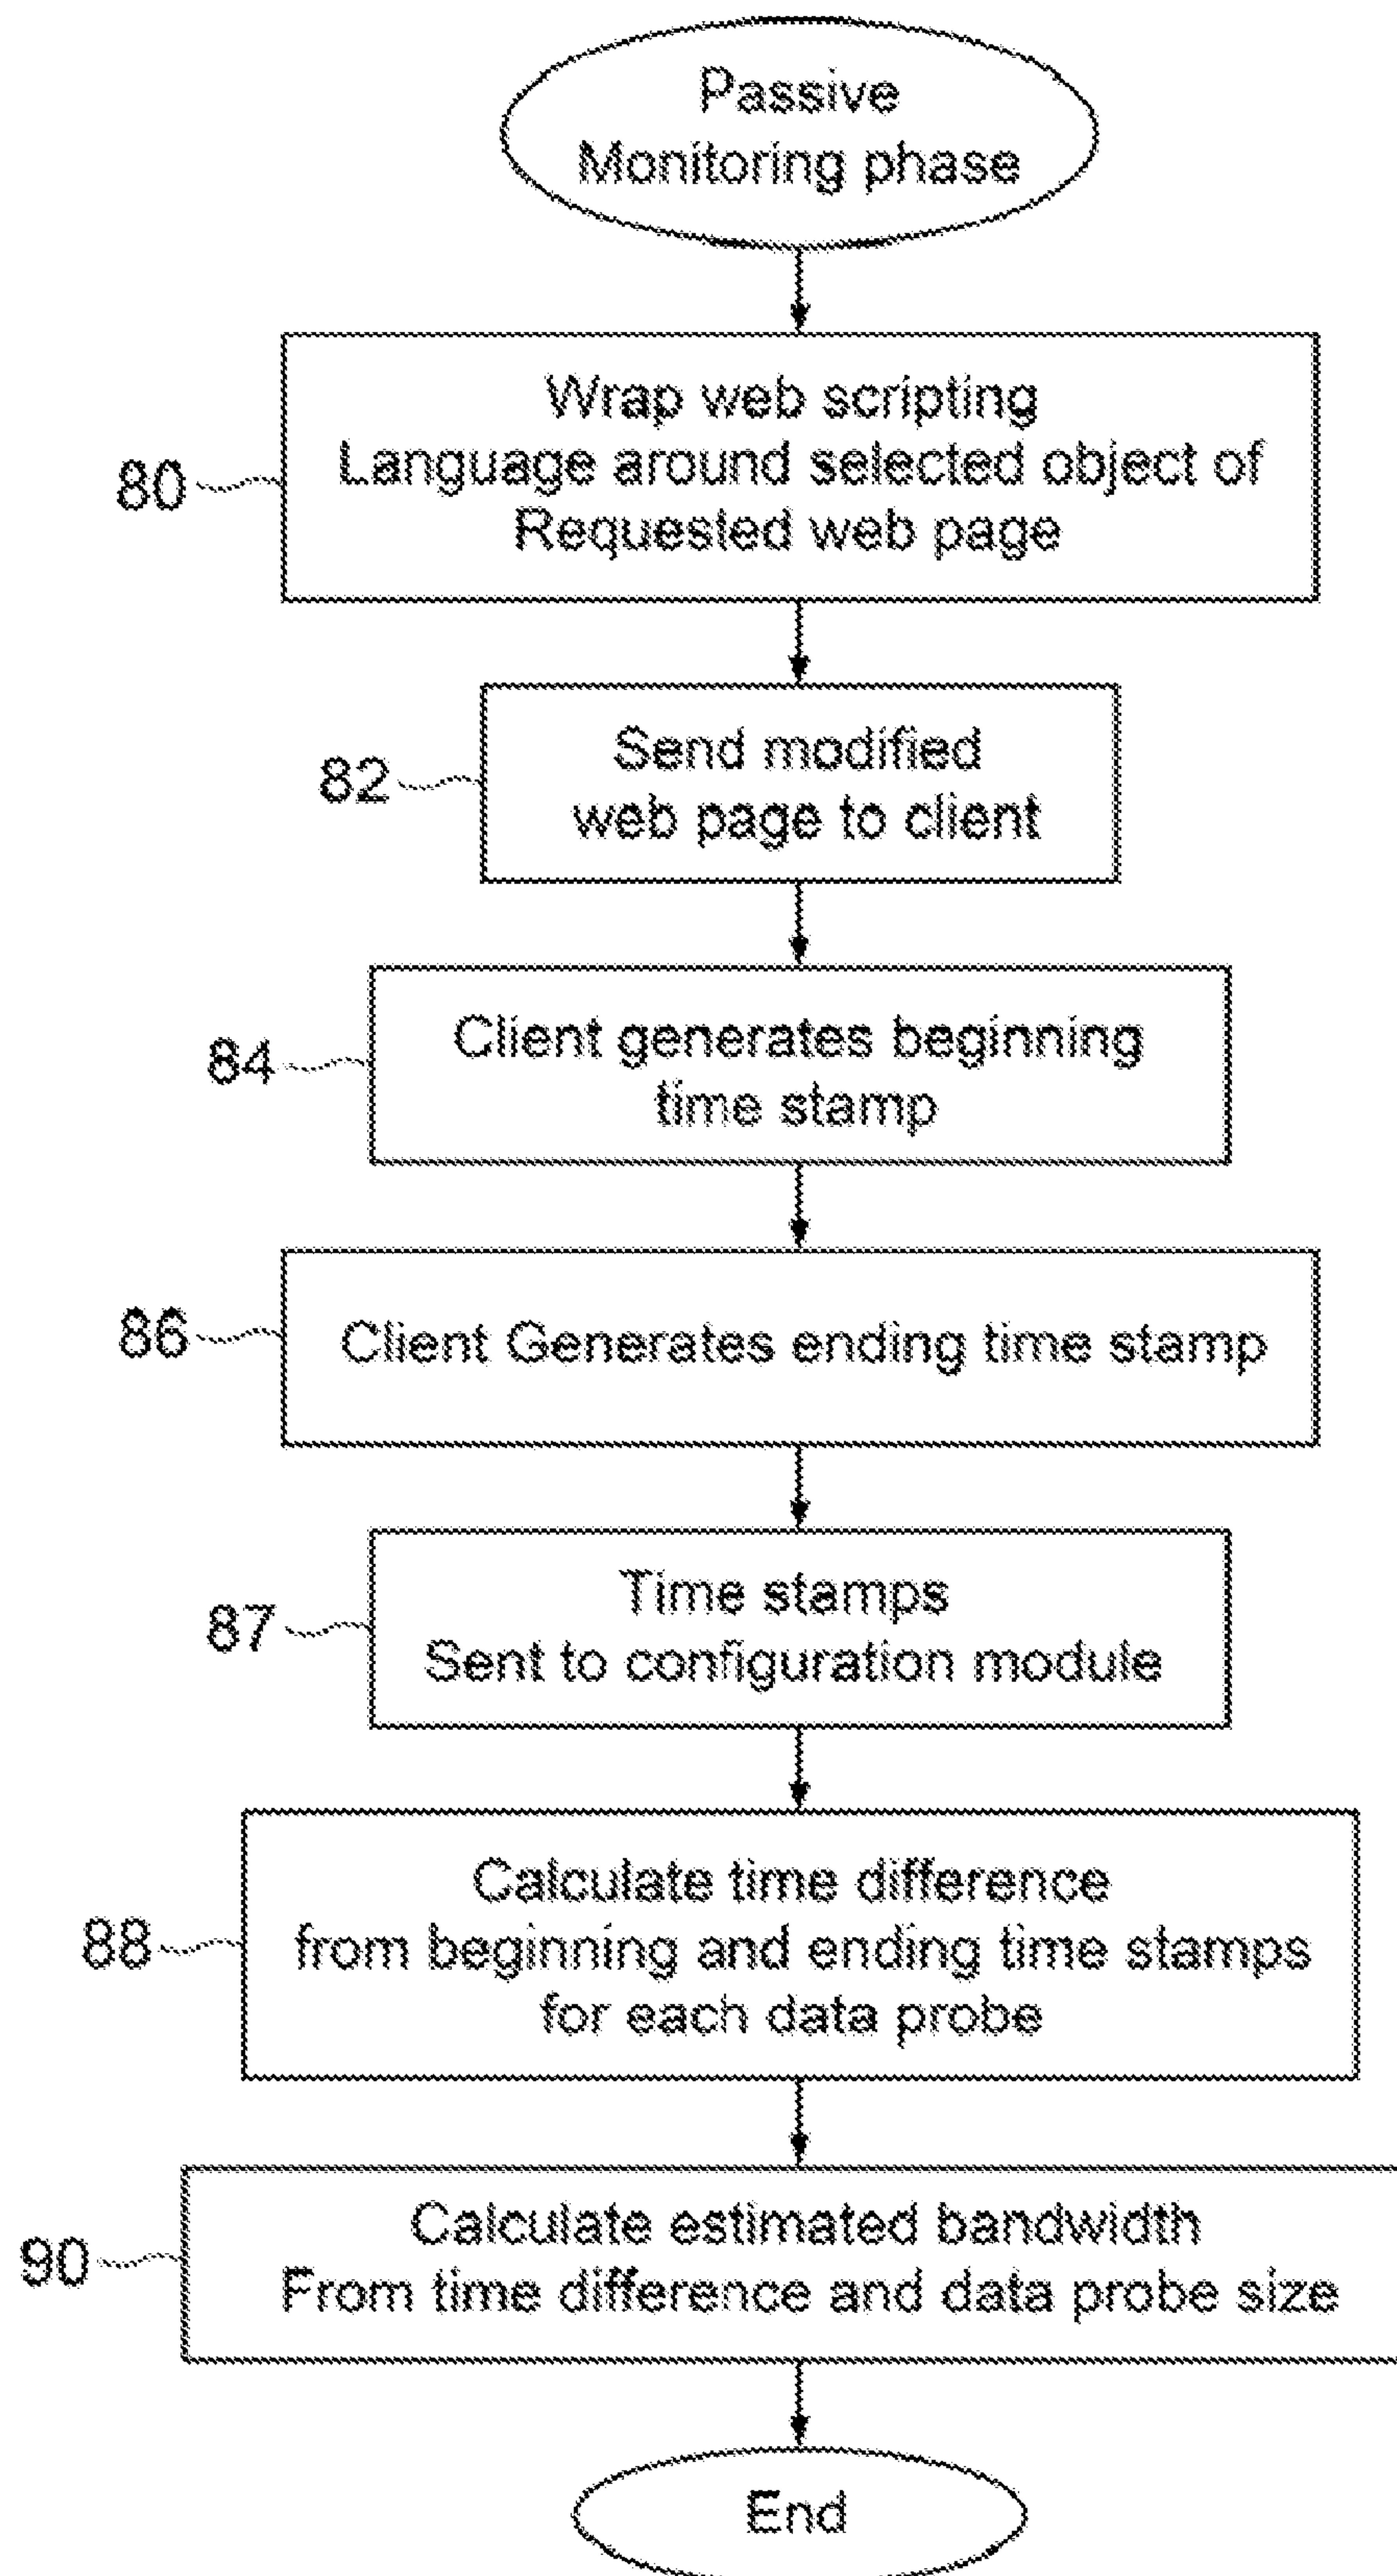 Passive
Monitoring phase
80
Wrap web scripting
Language around selected object of
Requested web page
82
Send modified
web page to client
84
Client generates beginning
time stamp
86
Client Generates ending time stamp
87
Time stamps
Sent to configuration module
88
Calculate time difference
from beginning and ending time stamps
for each data probe
90
Calculate estimated bandwidth
From time difference and data probe size
End